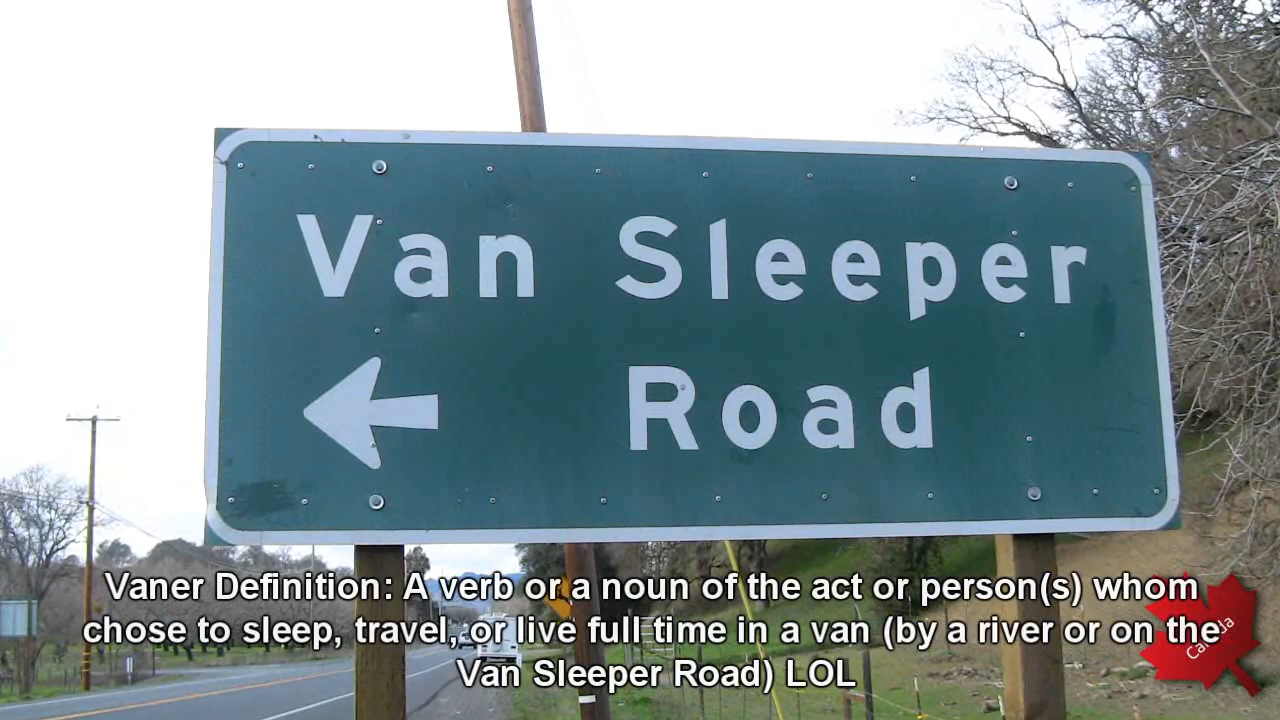 Van Sleeper
Road
Vaner Definition: A verb or a noun of the act or person(s) whom
chose to sleep, travel, or live full time in a van (by a river or on the
Van Sleeper Road) LOL
Canada